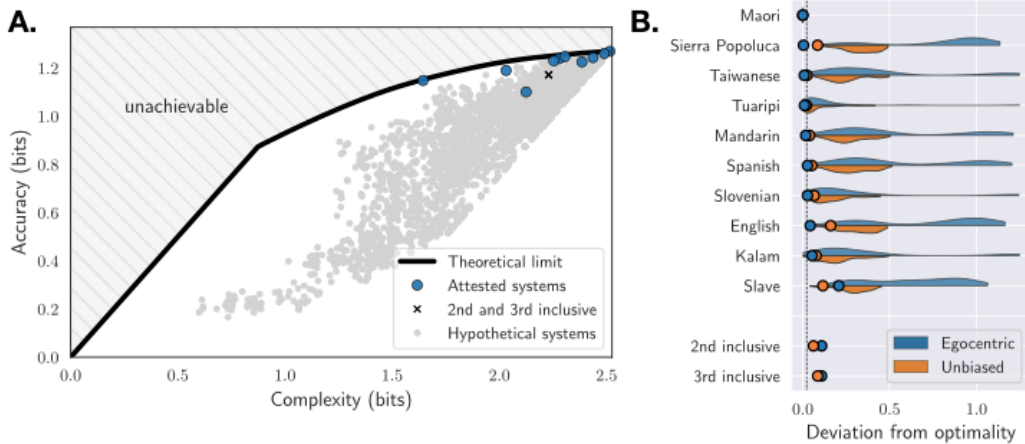 A.
Accuracy (bits)
1.2
1.0
0.8
0.6
0.4
0.2
0.0
unachievable
Theoretical limit
Attested systems
2nd and 3rd inclusive
Hypothetical systems
0.0 0.5 1.0 1.5 2.0 2.5
Complexity (bits)
B.
Maori
Sierra Popoluca
Taiwanese
Tuaripi
Mandarin
Spanish
Slovenian
English
Kalam
Slave
2nd inclusive
3rd inclusive
Egocentric
Unbiased
0.0 0.5 1.0
Deviation from optimality